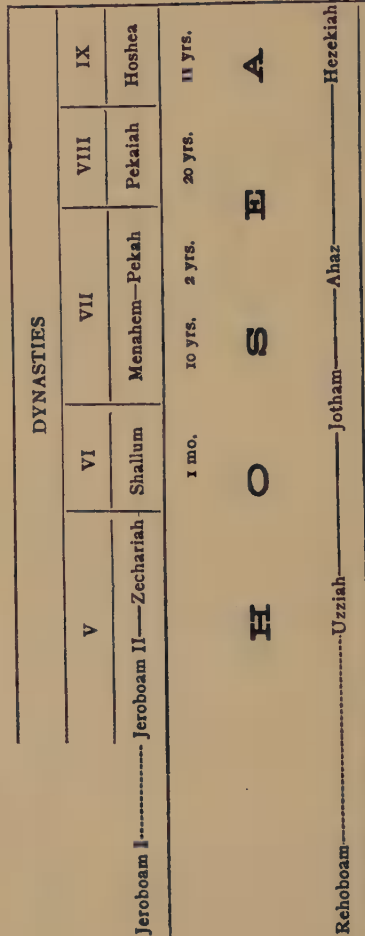 DYNASTIES
V VI VII VIII IX
Jeroboam I------------Jeroboam II—Zechariah Shallum Menahem—Pekah Pekaiah Hoshea
1 mo. 10 yrs. 2 yrs. 20 yrs. 11 yrs.
H O S E A
Rehoboam------------Uzziah—Jotham—Ahaz—Hezekiah